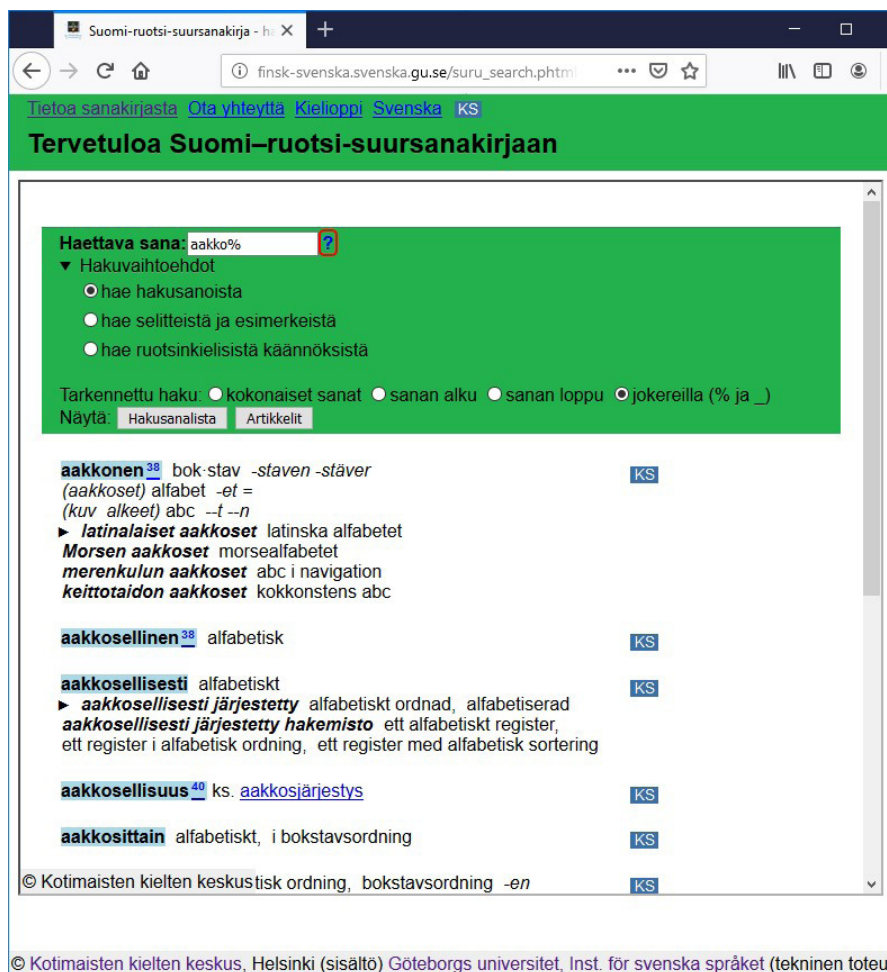 Suomi-ruotsi-suursanakirja - ha
finsk-svenska.svenska.gu.se/suru_search.phtml
Tietoa sanakirjasta Ota yhteyttä Kielioppi Svenska KS
Tervetuloa Suomi–ruotsi-suursanakirjaan
Haettava sana: aakko% ?
▼ Hakuvaihtoehdot
hae hakusanoista
hae selitteistä ja esimerkeistä
hae ruotsinkielisistä käännöksistä
Tarkennettu haku: kokonaiset sanat sanan alku sanan loppu jokereilla (% ja _)
Näytä: Hakusanalista Artikkelit
aakkonen 38 bok·stav -staven -stäver KS
(aakkoset) alfabet -et =
(kuv alkeet) abc --t --n
► latinalaiset aakkoset latinska alfabetet
Morsen aakkoset morsealfabetet
merenkulun aakkoset abc i navigation
keittotaidon aakkoset kokkonstens abc
aakkosellinen 38 alfabetisk KS
aakkosellisesti alfabetiskt KS
► aakkosellisesti järjestetty alfabetiskt ordnad, alfabetiserad
aakkosellisesti järjestetty hakemisto ett alfabetiskt register,
ett register i alfabetisk ordning, ett register med alfabetisk sortering
aakkosellisuus 40 ks. aakkosjärjestys KS
aakkosittain alfabetiskt, i bokstavsordning KS
© Kotimaisten kielten keskus tisk ordning, bokstavsordning -en KS
© Kotimaisten kielten keskus, Helsinki (sisältö) Göteborgs universitet, Inst. för svenska språket (tekninen toteu